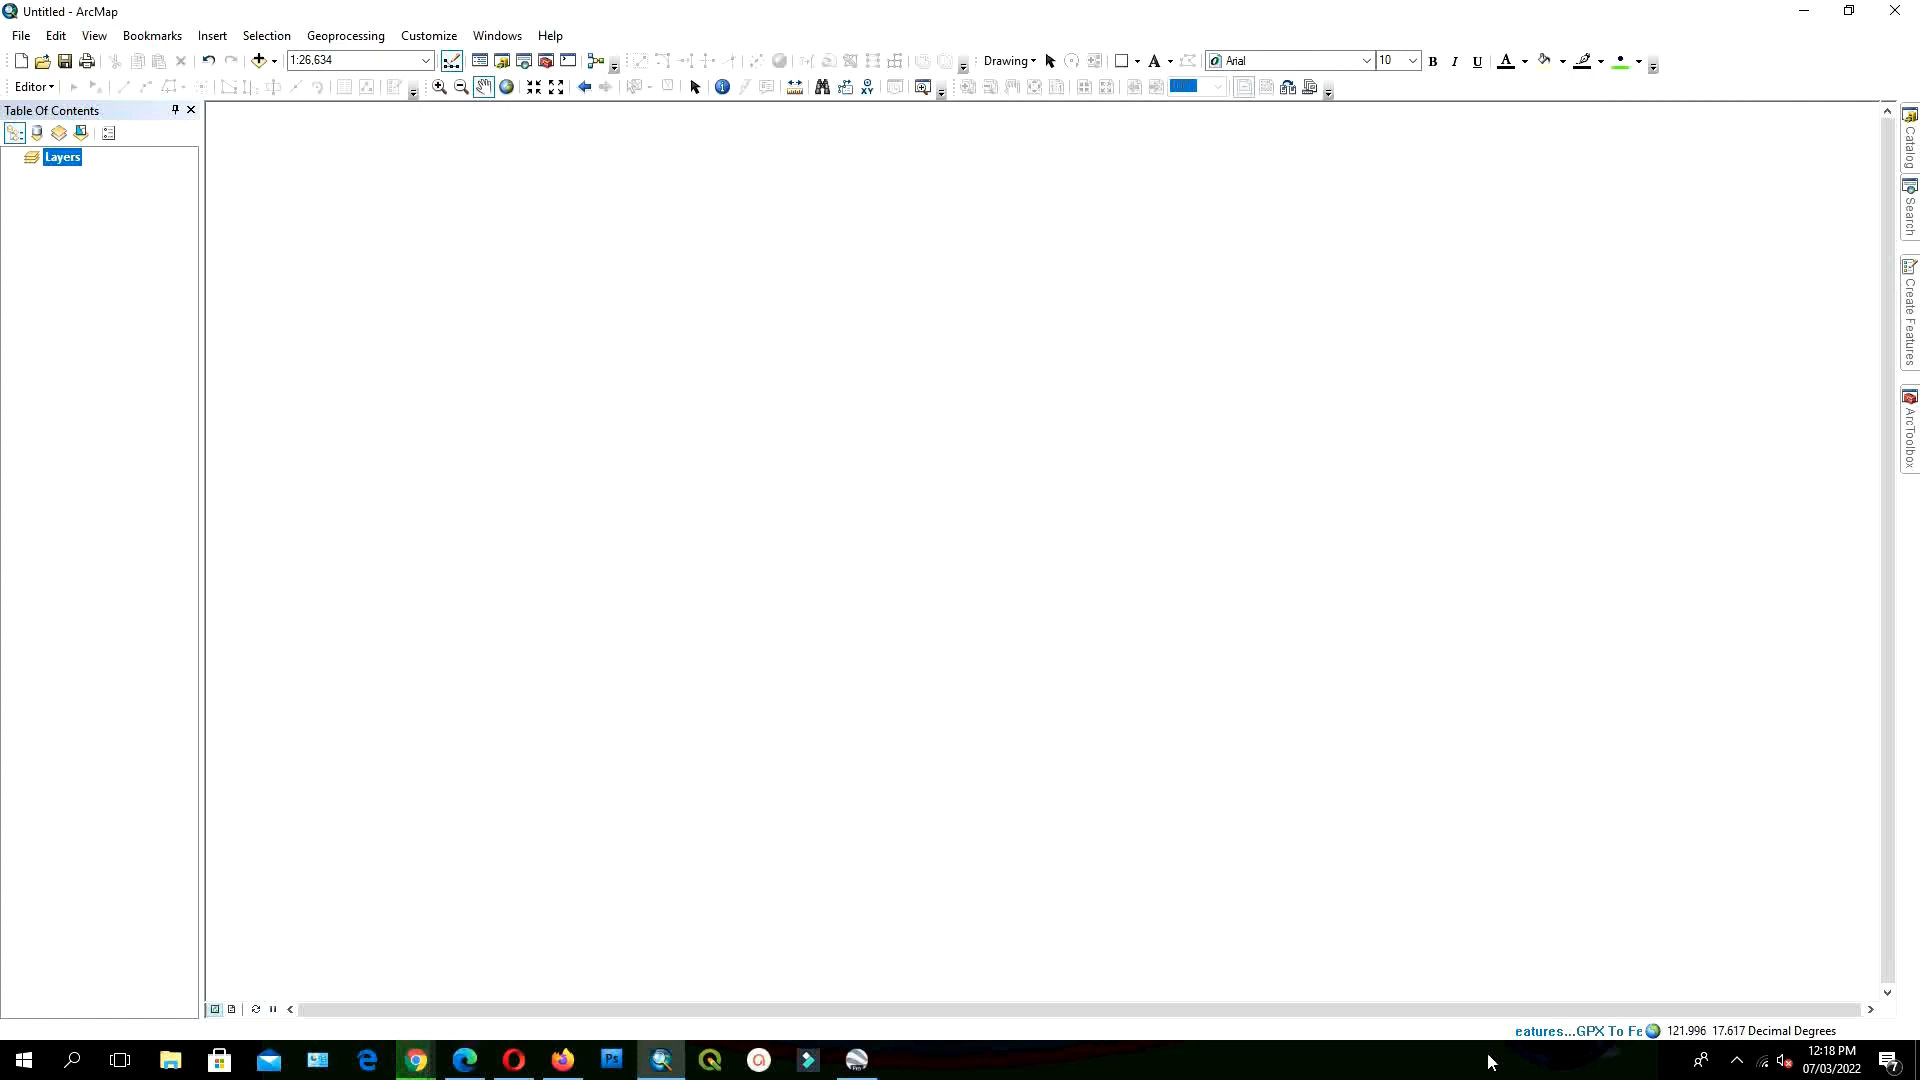 Untitled - ArcMap
File Edit View Bookmarks Insert Selection Geoprocessing Customize Windows Help
1:26,634 Drawing A Arial 10 B I U A
Editor
Table Of Contents
Layers
Catalog
Search
Create Features
ArcToolbox
eatures...GPX To Fe 121.996 17.617 Decimal Degrees
Ps
12:18 PM
07/03/2022
7